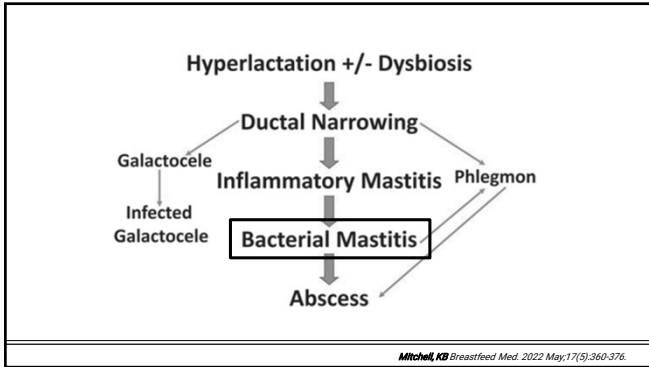 Hyperlactation +/- Dysbiosis
Ductal Narrowing
Galactocele
Inflammatory Mastitis
Phlegmon
Infected
Galactocele
Bacterial Mastitis
Abscess
Mitchell, KB Breastfeed Med. 2022 May;17(5):360-376.